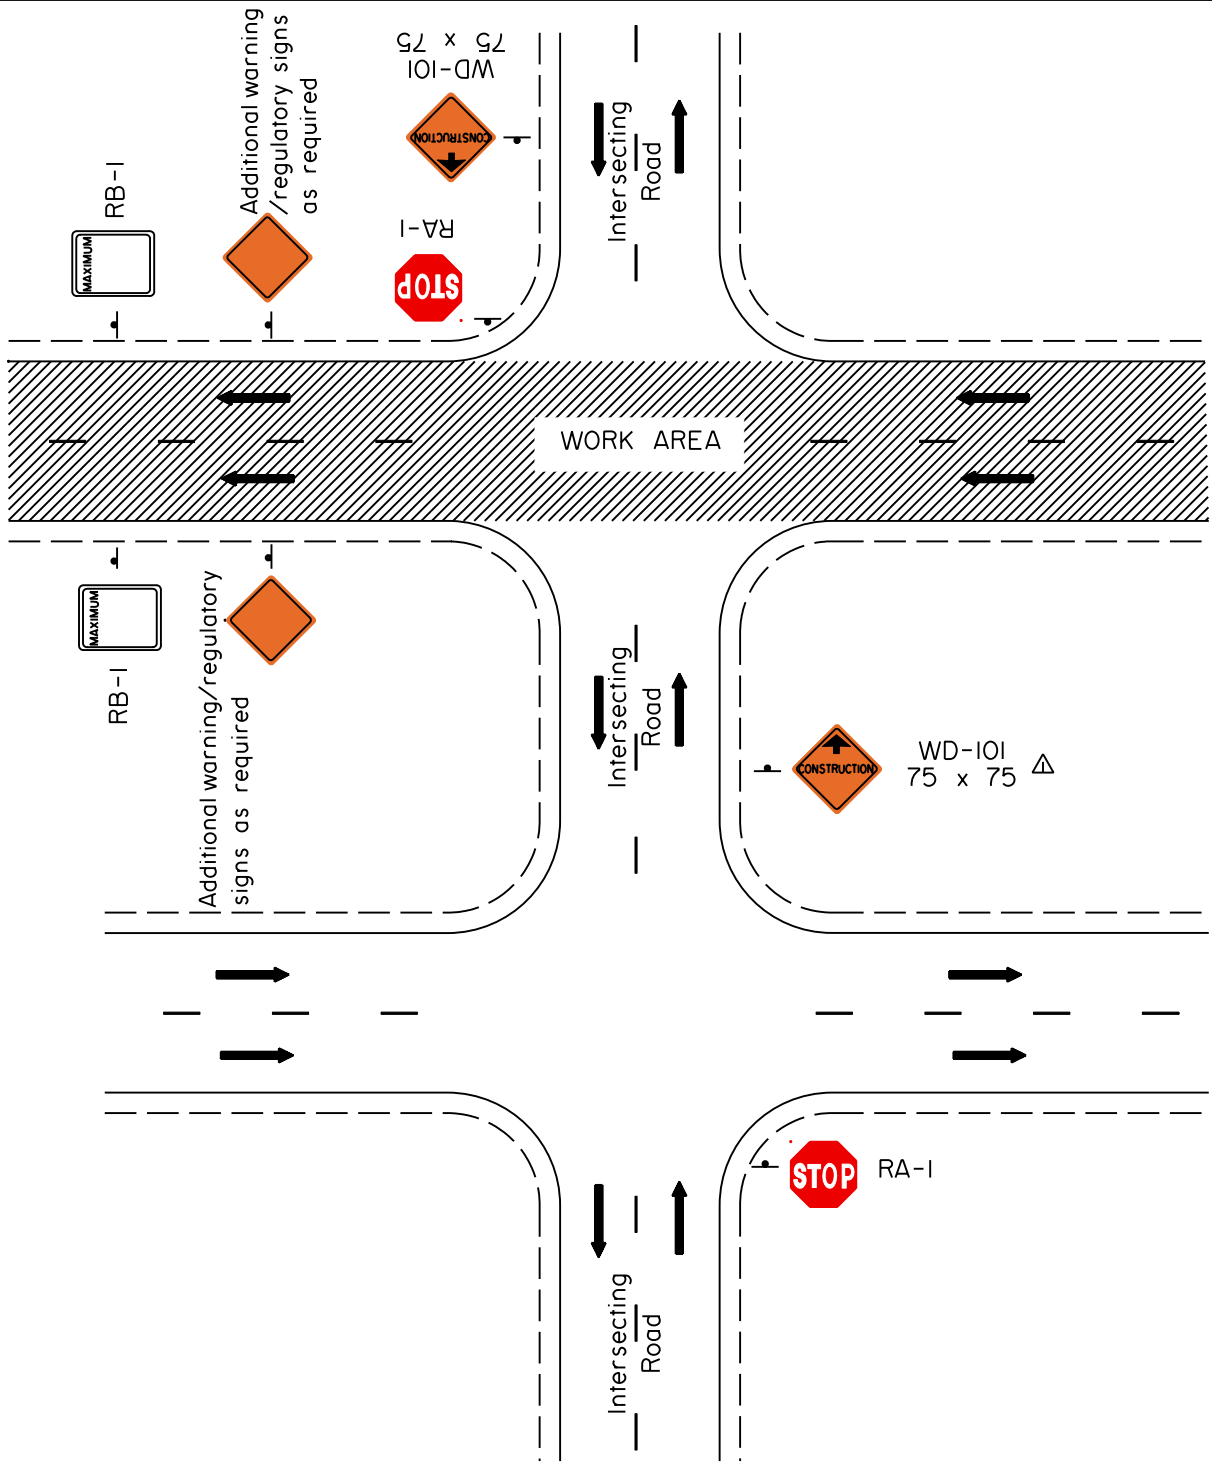 Additional warning
/regulatory signs
as required
RB-1
MAXIMUM
WD-101
75 x 75
CONSTRUCTION
RA-1
STOP
Intersecting
Road
WORK AREA
MAXIMUM
RB-1
Additional warning/regulatory
signs as required
Intersecting
Road
CONSTRUCTION
WD-101
75 x 75 1
STOP
RA-1
Intersecting
Road